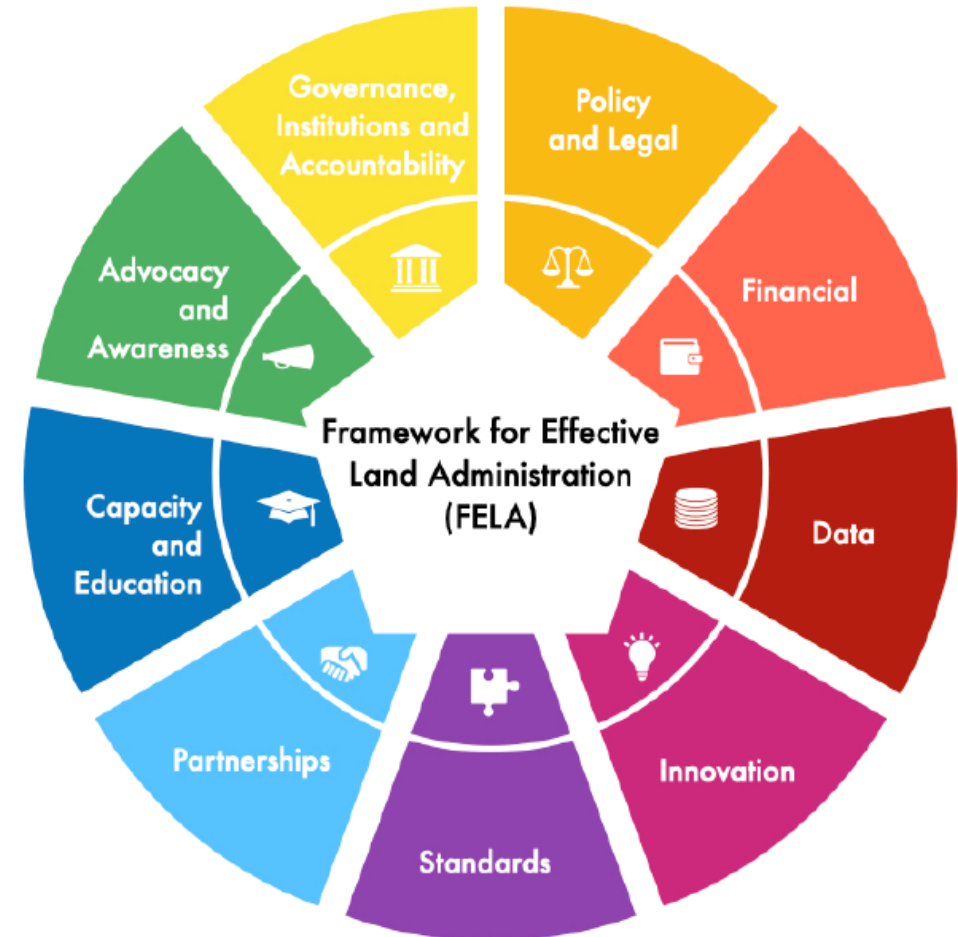 Governance,
Institutions and
Accountability
Policy
and Legal
Financial
Data
Innovation
Standards
Partnerships
Capacity
and
Education
Advocacy
and
Awareness
Framework for Effective
Land Administration
(FELA)